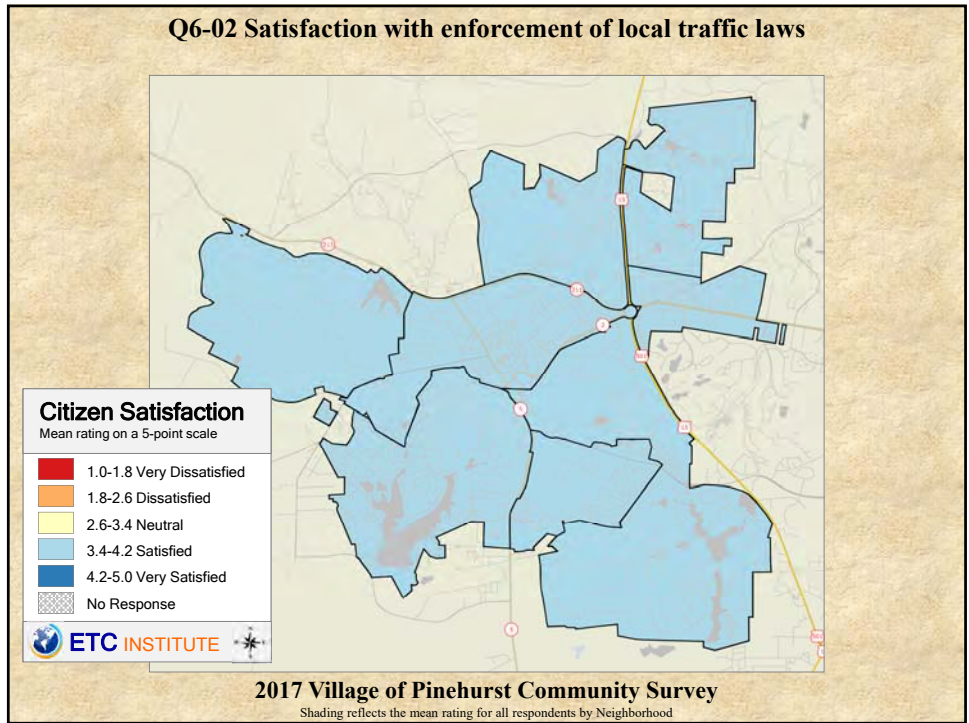 Q6-02 Satisfaction with enforcement of local traffic laws
Citizen Satisfaction
Mean rating on a 5-point scale
1.0-1.8 Very Dissatisfied
1.8-2.6 Dissatisfied
2.6-3.4 Neutral
3.4-4.2 Satisfied
4.2-5.0 Very Satisfied
No Response
ETC INSTITUTE
2017 Village of Pinehurst Community Survey
Shading reflects the mean rating for all respondents by Neighborhood